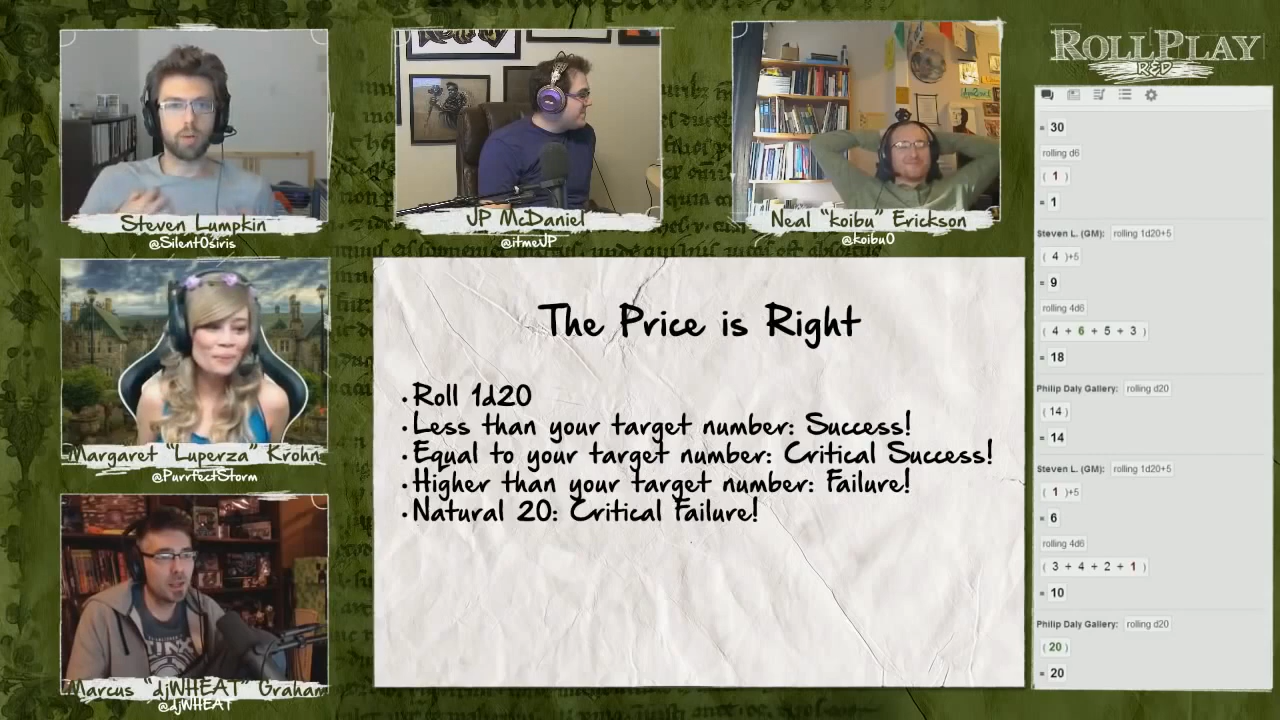 ROLLPLAY
R&D
Steven Lumpkin
@SilentOsiris
JP McDaniel
@itmeJP
Neal "koibu" Erickson
@koibu0
Margaret "Luperza" Krohn
@PurrfectStorm
Marcus "djWHEAT" Graham
@djWHEAT
The Price is Right
• Roll 1d20
• Less than your target number: Success!
• Equal to your target number: Critical Success!
• Higher than your target number: Failure!
• Natural 20: Critical Failure!
= 30
rolling d6
( 1 )
= 1
Steven L. (GM): rolling 1d20+5
( 4 )+5
= 9
rolling 4d6
( 4 + 6 + 5 + 3 )
= 18
Philip Daly Gallery: rolling d20
( 14 )
= 14
Steven L. (GM): rolling 1d20+5
( 1 )+5
= 6
rolling 4d6
( 3 + 4 + 2 + 1 )
= 10
Philip Daly Gallery: rolling d20
( 20 )
= 20